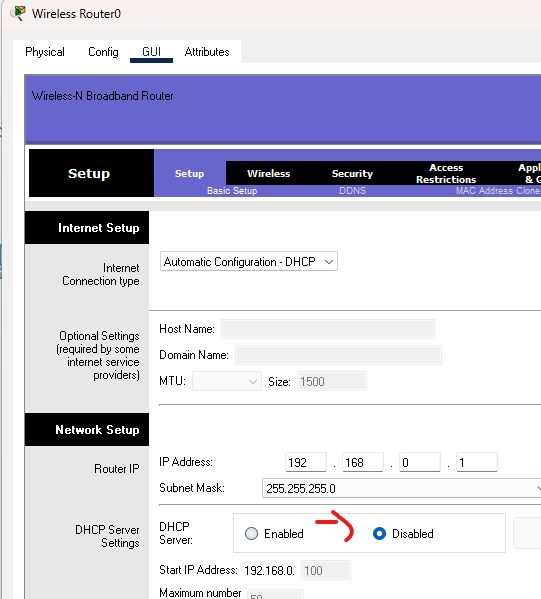 Wireless Router0
Physical Config GUI Attributes
Wireless-N Broadband Router
Setup
Setup Wireless Security Access Restrictions
Basic Setup DDNS MAC Address Clone
Internet Setup
Internet Connection type
Automatic Configuration - DHCP
Optional Settings
(required by some
internet service
providers)
Host Name:
Domain Name:
MTU: Size: 1500
Network Setup
Router IP
IP Address: 192 . 168 . 0 . 1
Subnet Mask: 255.255.255.0
DHCP Server
Settings
DHCP
Server: Enabled Disabled
Start IP Address: 192.168.0. 100
Maximum number 50